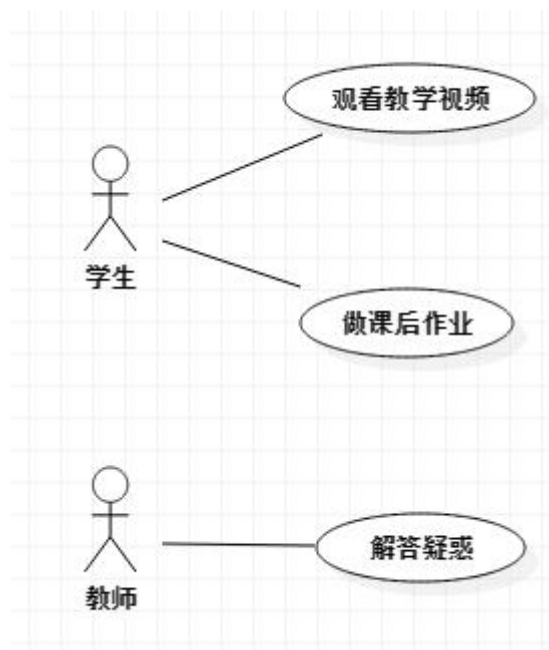 观看教学视频
学生
做课后作业
解答疑惑
教师